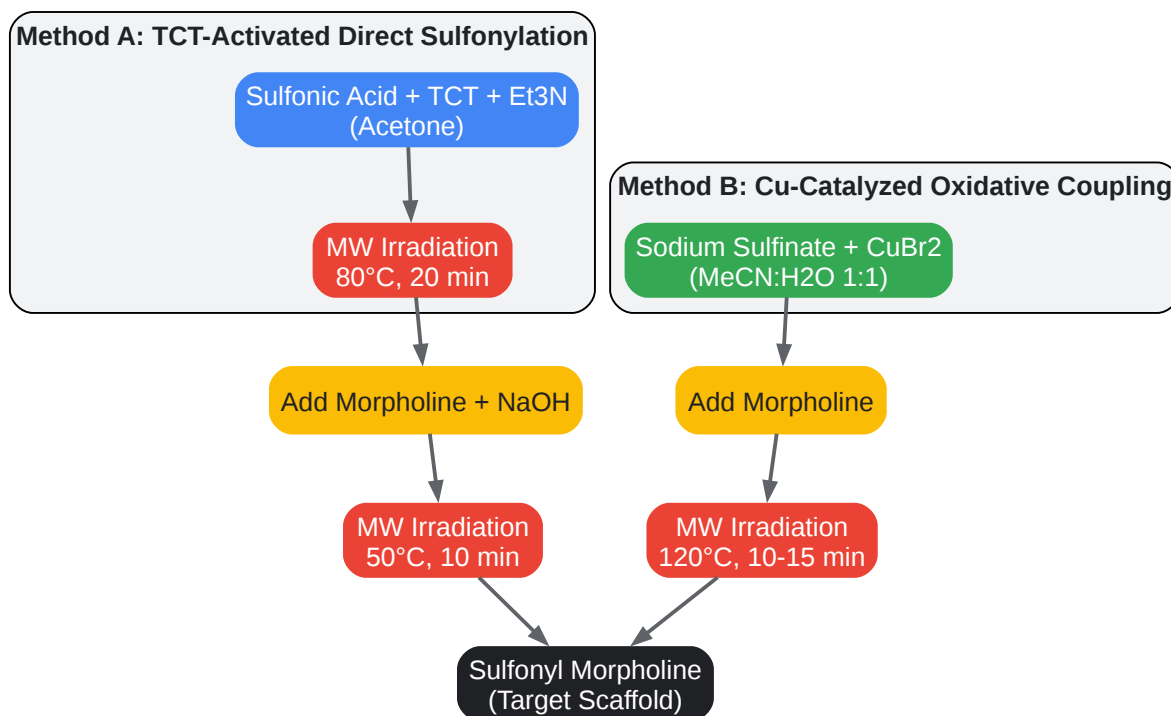 Method A: TCT-Activated Direct Sulfonylation
Sulfonic Acid + TCT + Et3N
(Acetone)
MW Irradiation
80°C, 20 min
Method B: Cu-Catalyzed Oxidative Coupling
Sodium Sulfinate + CuBr2
(MeCN:H2O 1:1)
Add Morpholine + NaOH
Add Morpholine
MW Irradiation
50°C, 10 min
MW Irradiation
120°C, 10-15 min
Sulfonyl Morpholine
(Target Scaffold)